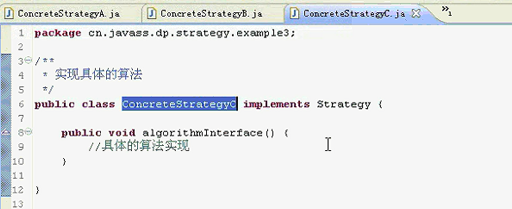 ConcreteStrategyA.ja
ConcreteStrategyB.ja
ConcreteStrategyC.ja
»1
1 package cn.javass.dp.strategy.example3;
2
3 /**
4 * 实现具体的算法
5 */
6 public class ConcreteStrategyC implements Strategy {
7
8 public void algorithmInterface() {
9 //具体的算法实现
10 }
11
12 }